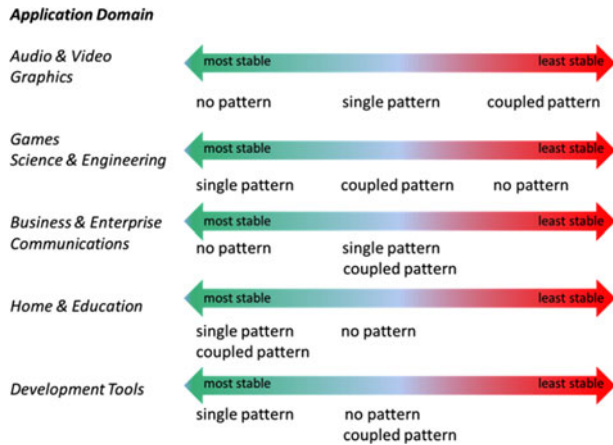 Application Domain
Audio & Video
Graphics
most stable least stable
no pattern single pattern coupled pattern
Games
Science & Engineering
most stable least stable
single pattern coupled pattern no pattern
Business & Enterprise
Communications
most stable least stable
no pattern single pattern
coupled pattern
Home & Education
most stable least stable
single pattern no pattern
coupled pattern
Development Tools
most stable least stable
single pattern no pattern
coupled pattern